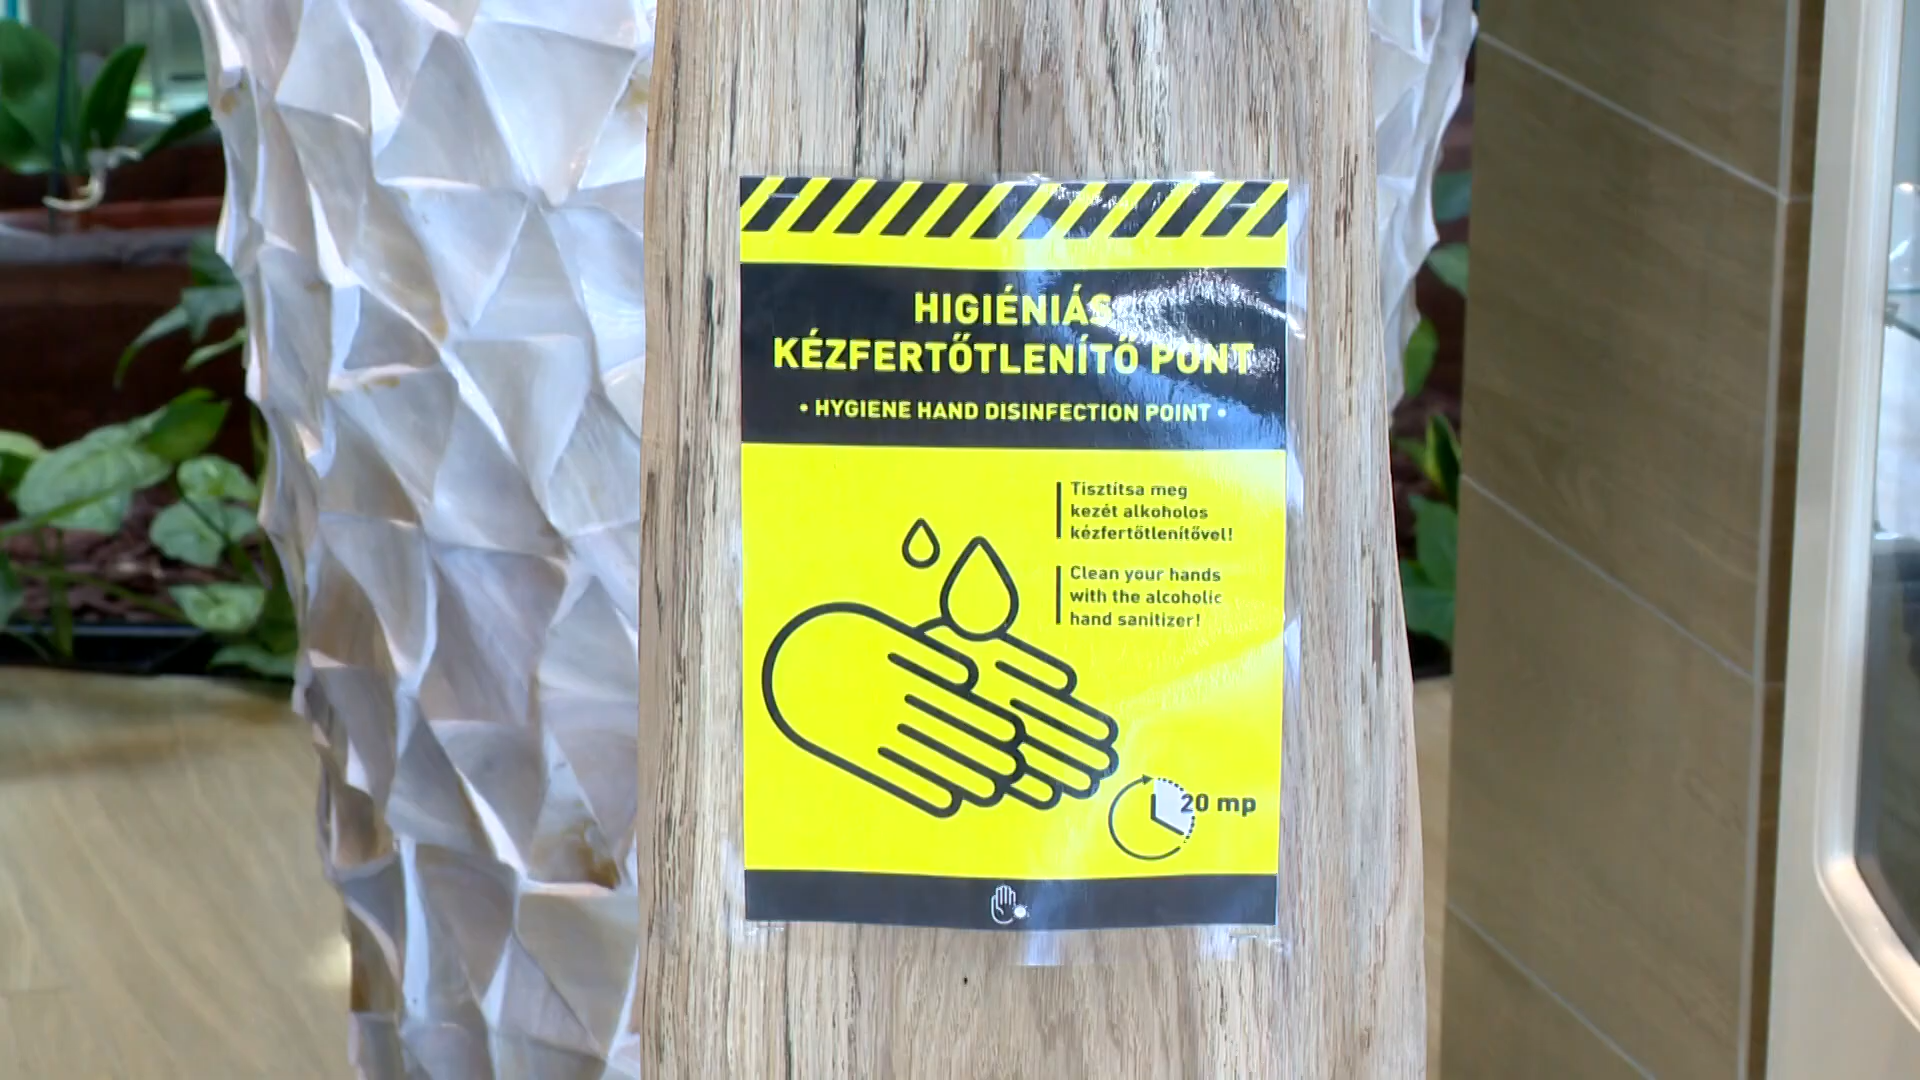 HIGIÉNIÁS
KÉZFERTŐTLENÍTŐ PONT
• HYGIENE HAND DISINFECTION POINT •
Tisztítsa meg
kezét alkoholos
kézfertőtlenítővel!
Clean your hands
with the alcoholic
hand sanitizer!
20 mp